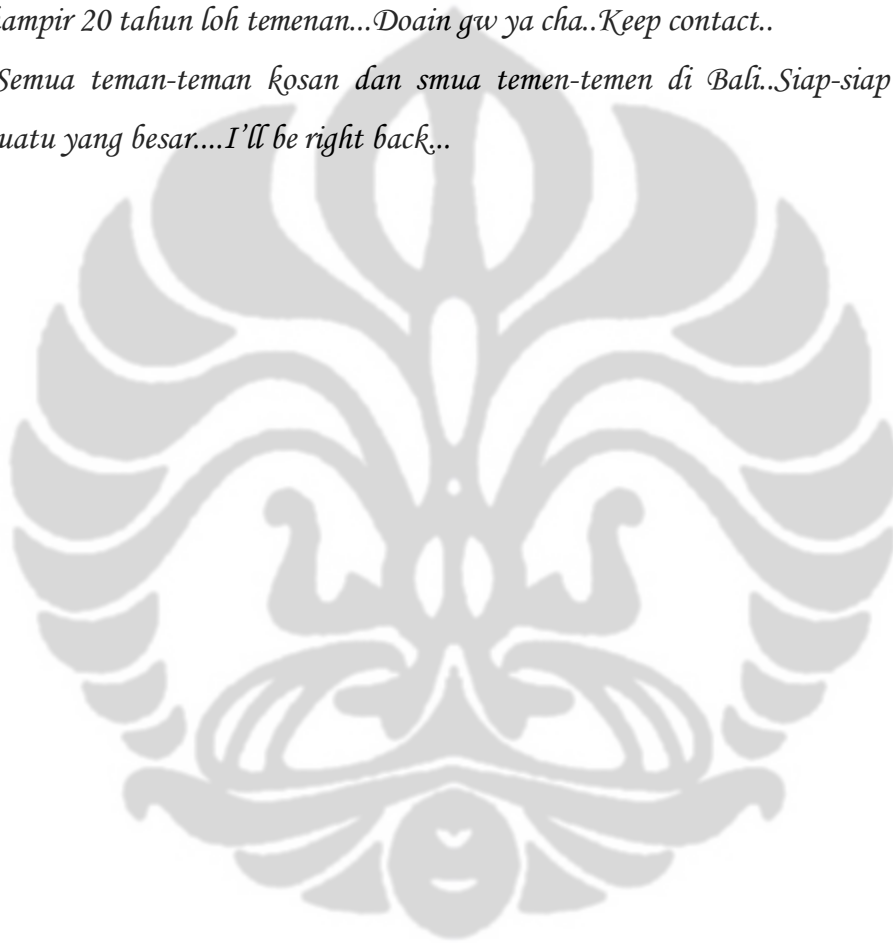 hampir 20 tahun loh temenan...Doain gw ya cha..Keep contact..
Semua teman-teman kosan dan smua temen-temen di Bali..Siap-siap
uatu yang besar....I'll be right back...